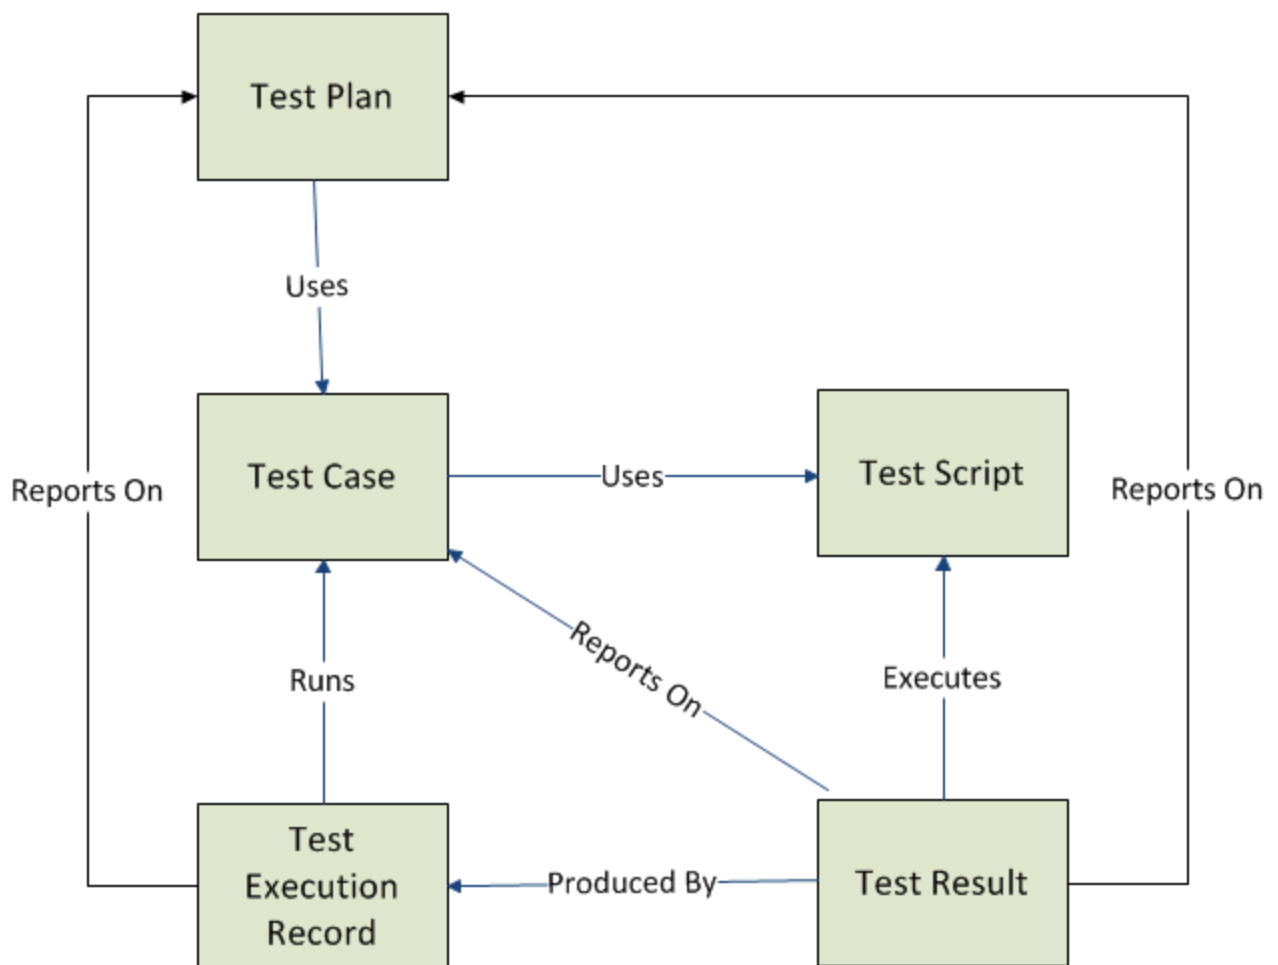 Test Plan
Uses
Test Case
Uses
Test Script
Reports On
Reports On
Reports On
Runs
Executes
Test
Execution
Record
Produced By
Test Result